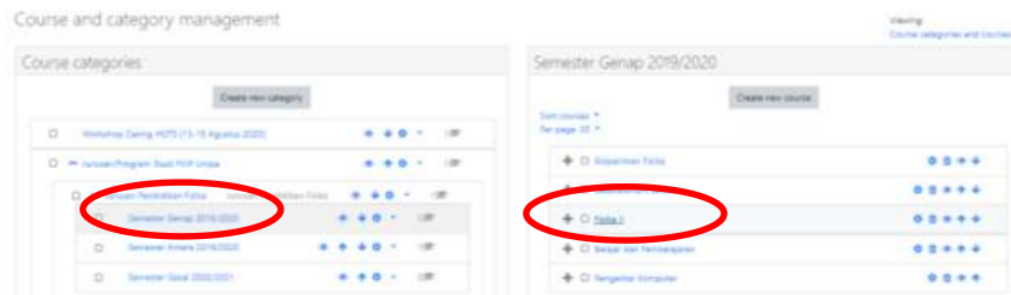 Course and category management
Viewing:
Course categories and courses
Course categories
Create new category
Workshop Daring HOTS (13-15 Agustus 2020)
Jurusan/Program Studi FKIP
Jurusan Pendidikan Fisika
Semester Genap 2019/2020
Semester Antara 2019/2020
Semester Gasal 2020/2021
Semester Genap 2019/2020
Create new course
Sort courses
Per page: 20
Eksperimen Fisika
Fisika
Belajar dan Pembelajaran
Pengantar Komputer